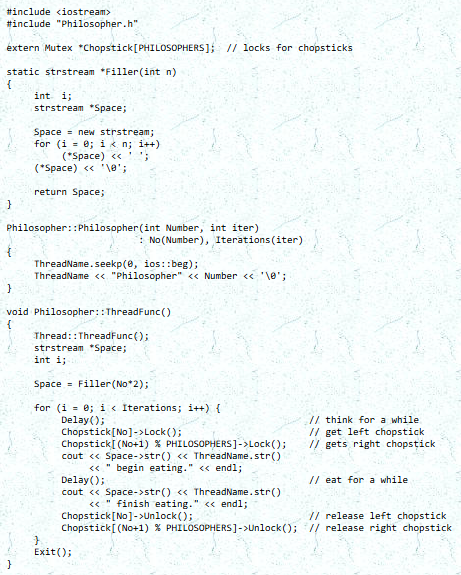 #include <iostream>
#include "Philosopher.h"

extern Mutex *Chopstick[PHILOSOPHERS];  // locks for chopsticks

static strstream *Filler(int n)
{
     int  i;
     strstream *Space;

     Space = new strstream;
     for (i = 0; i < n; i++)
          (*Space) << ' ';
     (*Space) << '\0';

     return Space;
}

Philosopher::Philosopher(int Number, int iter)
                        : No(Number), Iterations(iter)
{
     ThreadName.seekp(0, ios::beg);
     ThreadName << "Philosopher" << Number << '\0';
}

void Philosopher::ThreadFunc()
{
     Thread::ThreadFunc();
     strstream *Space;
     int i;

     Space = Filler(No*2);

     for (i = 0; i < Iterations; i++) {
          Delay();                                     // think for a while
          Chopstick[No]->Lock();                       // get left chopstick
          Chopstick[(No+1) % PHILOSOPHERS]->Lock();    // gets right chopstick
          cout << Space->str() << ThreadName.str()
               << " begin eating." << endl;
          Delay();                                     // eat for a while
          cout << Space->str() << ThreadName.str()
               << " finish eating." << endl;
          Chopstick[No]->Unlock();                     // release left chopstick
          Chopstick[(No+1) % PHILOSOPHERS]->Unlock();  // release right chopstick
     }
     Exit();
}